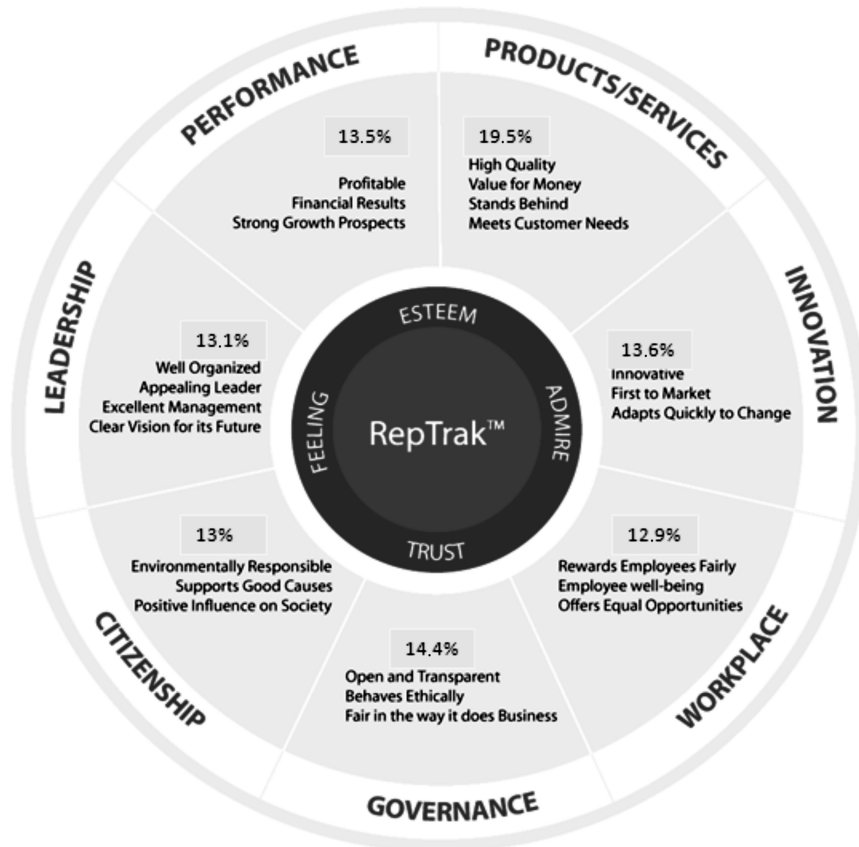 PERFORMANCE
13.5%
Profitable
Financial Results
Strong Growth Prospects
PRODUCTS/SERVICES
19.5%
High Quality
Value for Money
Stands Behind
Meets Customer Needs
INNOVATION
13.6%
Innovative
First to Market
Adapts Quickly to Change
WORKPLACE
12.9%
Rewards Employees Fairly
Employee well-being
Offers Equal Opportunities
GOVERNANCE
14.4%
Open and Transparent
Behaves Ethically
Fair in the way it does Business
CITIZENSHIP
13%
Environmentally Responsible
Supports Good Causes
Positive Influence on Society
LEADERSHIP
13.1%
Well Organized
Appealing Leader
Excellent Management
Clear Vision for its Future
ESTEEM
ADMIRE
TRUST
FEELING
RepTrak™